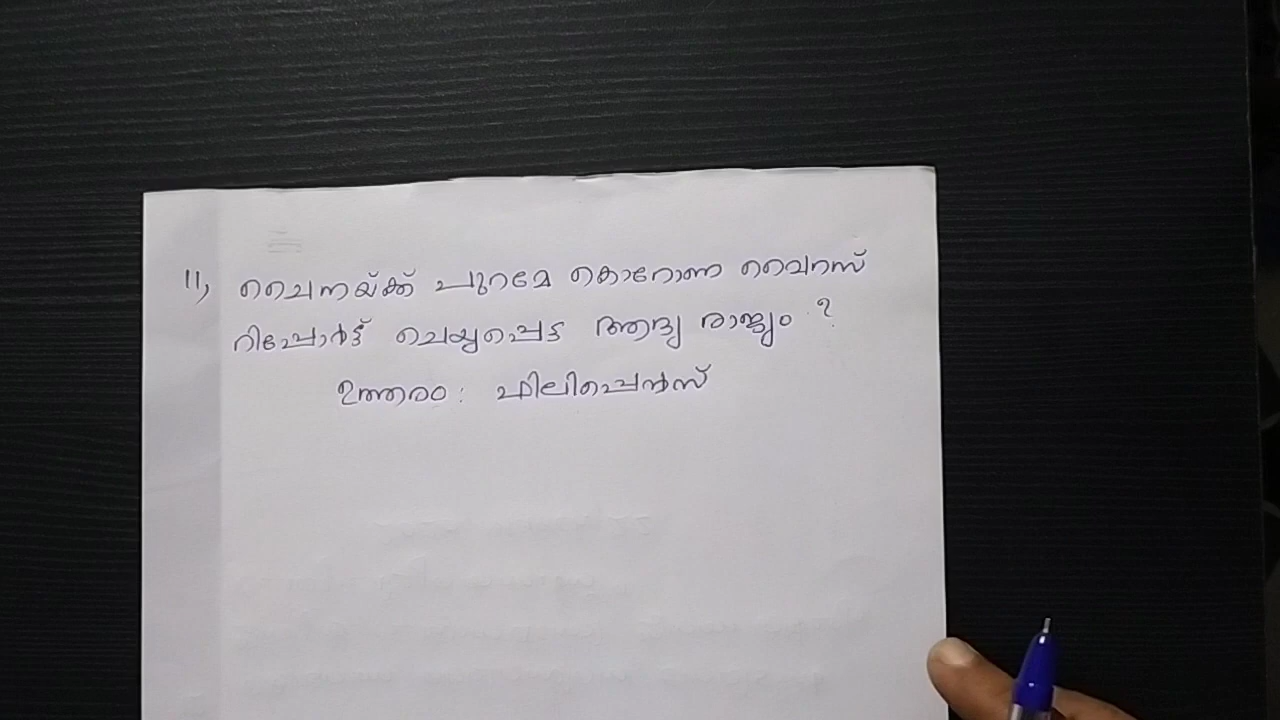 11, ചൈനയ്ക്ക് പുറമേ കൊറോണ വൈറസ്
റിപ്പോർട്ട് ചെയ്യപ്പെട്ട ആദ്യ രാജ്യം ?
ഉത്തരം : ഫിലിപ്പെൻസ്